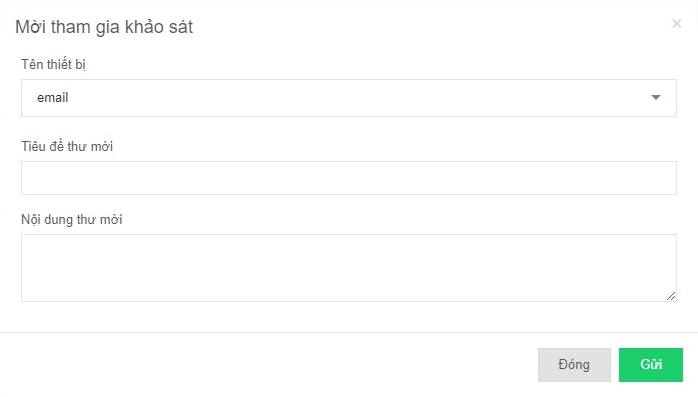 Mời tham gia khảo sát
×
Tên thiết bị
email
Tiêu đề thư mời
Nội dung thư mời
Đóng
Gửi